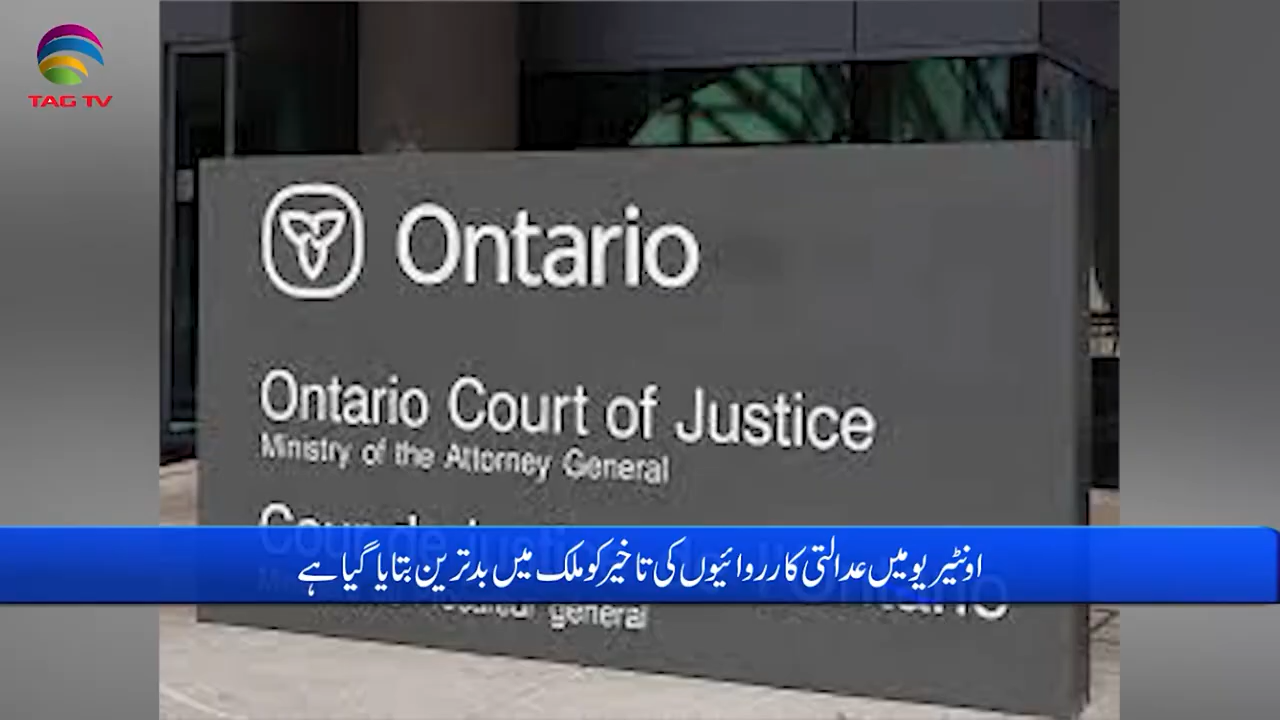 TAG TV
Ontario
Ontario Court of Justice
Ministry of the Attorney General
اونٹیریو میں عدالتی کارروائیوں کی تاخیر کو ملک میں بدترین بتایا گیا ہے
general